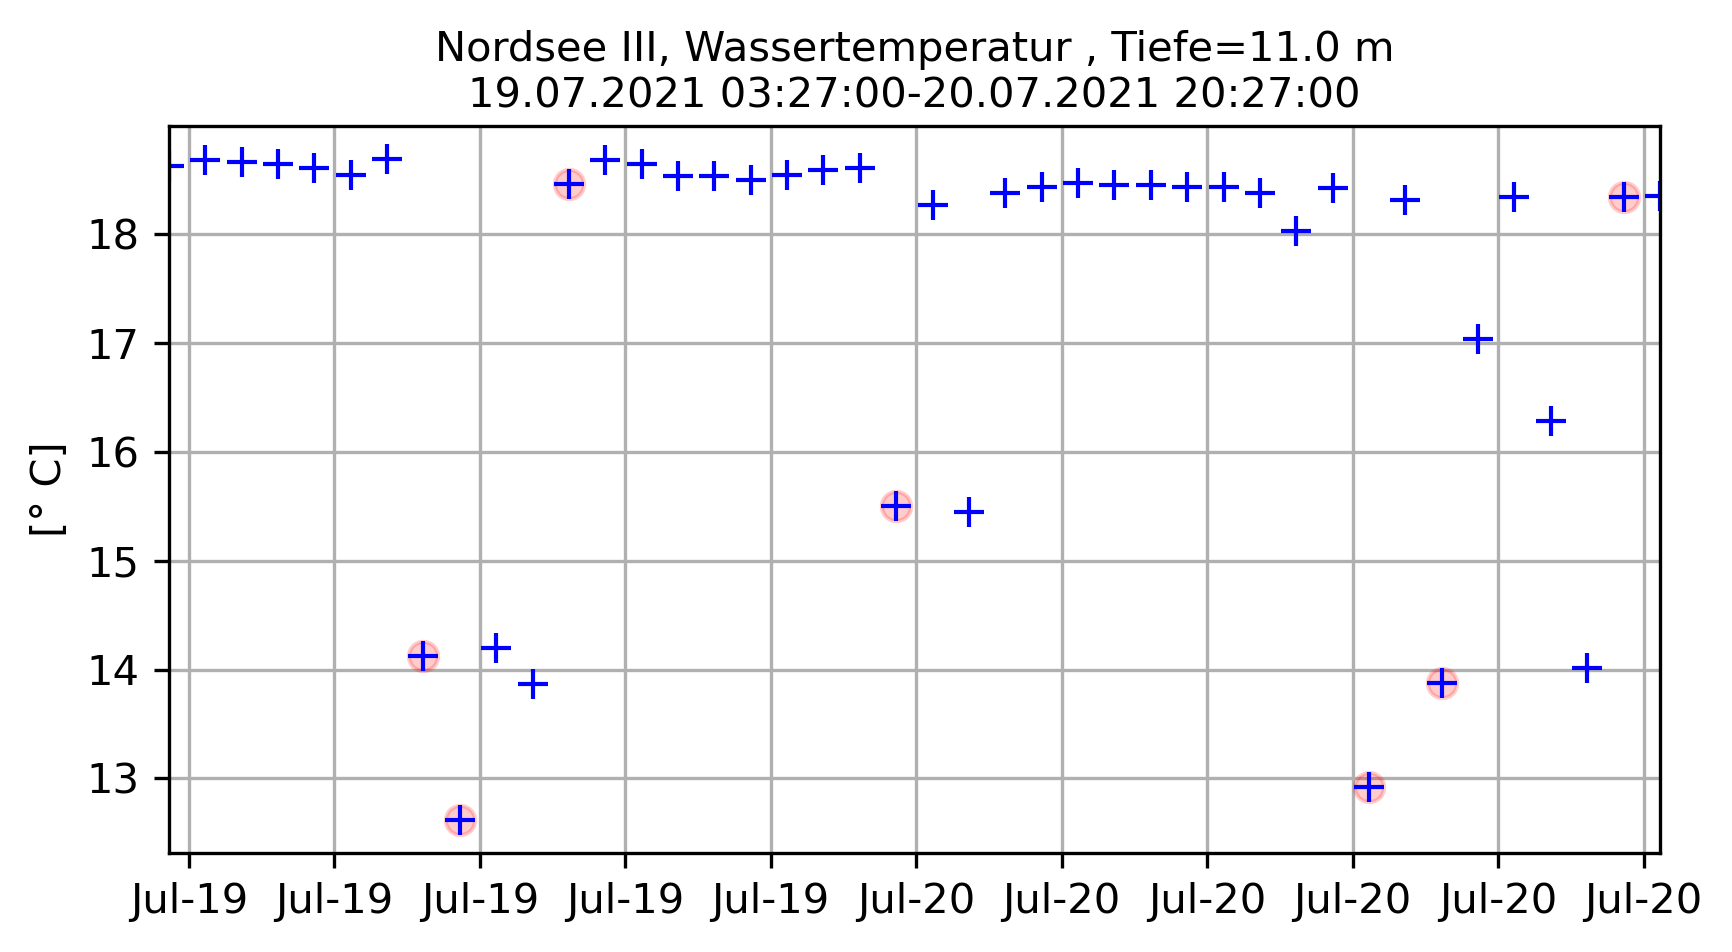 Nordsee III, Wassertemperatur , Tiefe=11.0 m
19.07.2021 03:27:00-20.07.2021 20:27:00
[° C]
18
17
16
15
14
13
Jul-19 Jul-19 Jul-19 Jul-19 Jul-19 Jul-20 Jul-20 Jul-20 Jul-20 Jul-20 Jul-20